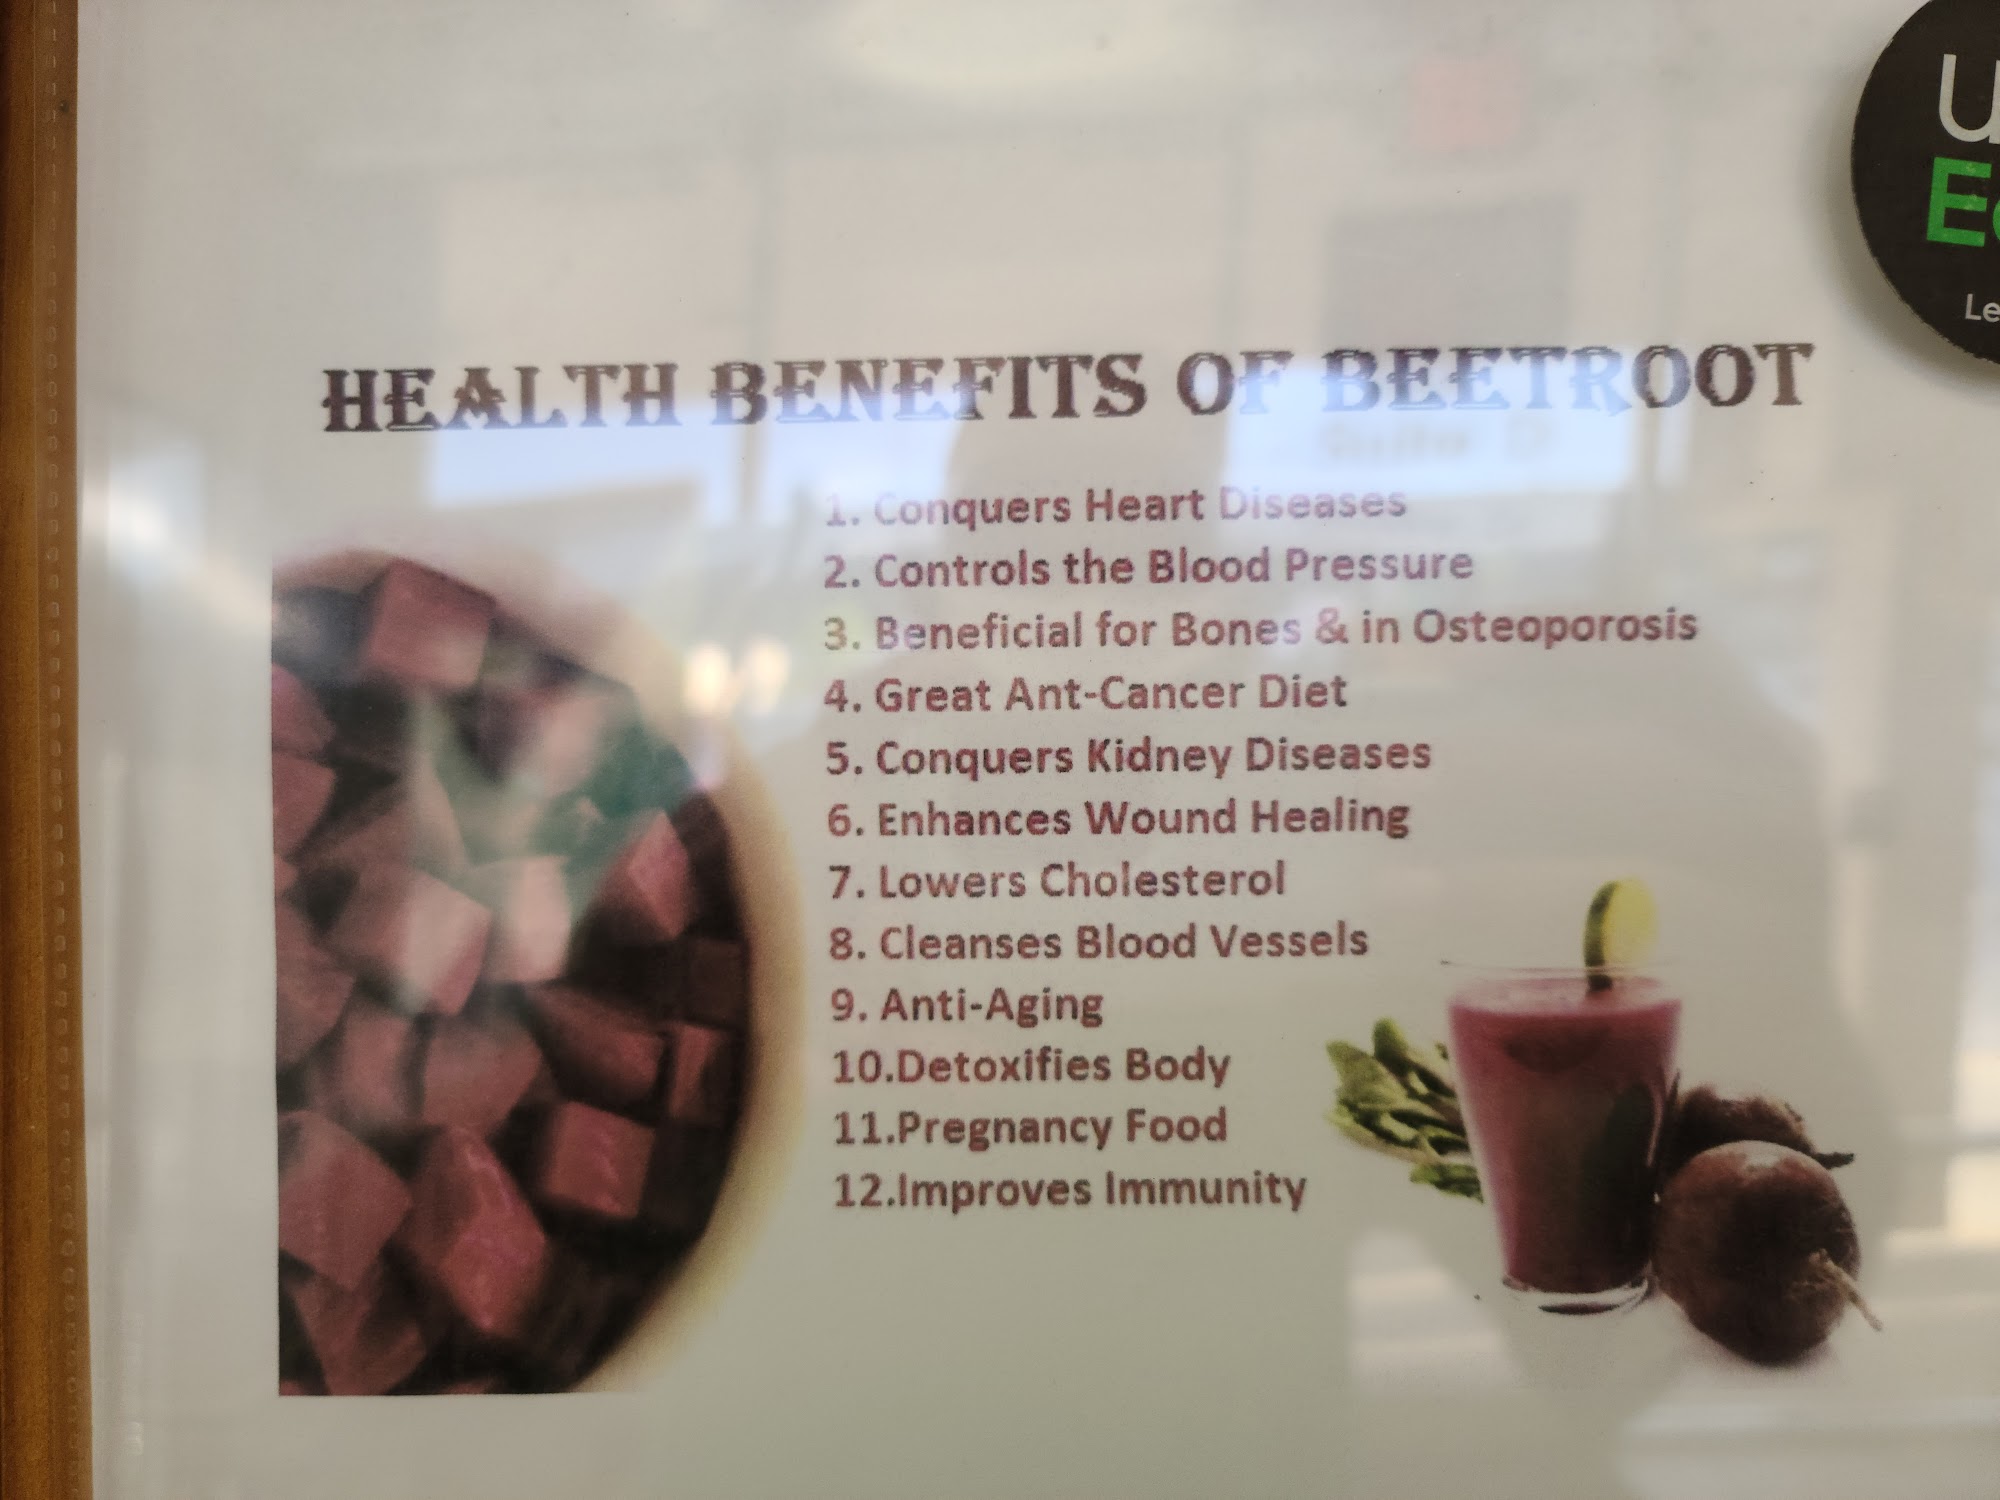 HEALTH BENEFITS OF BEETROOT
1. Conquers Heart Diseases
2. Controls the Blood Pressure
3. Beneficial for Bones & in Osteoporosis
4. Great Ant-Cancer Diet
5. Conquers Kidney Diseases
6. Enhances Wound Healing
7. Lowers Cholesterol
8. Cleanses Blood Vessels
9. Anti-Aging
10.Detoxifies Body
11.Pregnancy Food
12.Improves Immunity